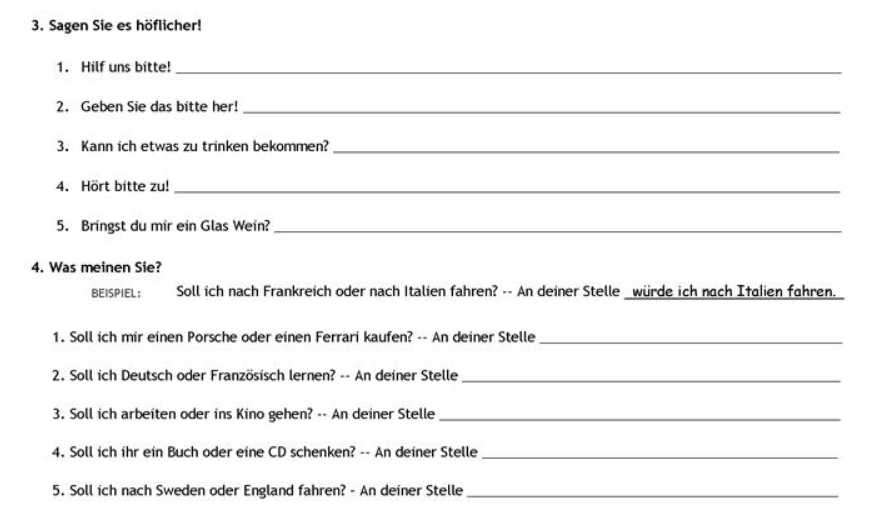 3. Sagen Sie es höflicher!
1. Hilf uns bitte!
2. Geben Sie das bitte her!
3. Kann ich etwas zu trinken bekommen?
4. Hört bitte zu!
5. Bringst du mir ein Glas Wein?
4. Was meinen Sie?
BEISPIEL: Soll ich nach Frankreich oder nach Italien fahren? -- An deiner Stelle würde ich nach Italien fahren.
1. Soll ich mir einen Porsche oder einen Ferrari kaufen? -- An deiner Stelle
2. Soll ich Deutsch oder Französisch lernen? -- An deiner Stelle
3. Soll ich arbeiten oder ins Kino gehen? -- An deiner Stelle
4. Soll ich ihr ein Buch oder eine CD schenken? -- An deiner Stelle
5. Soll ich nach Sweden oder England fahren? - An deiner Stelle